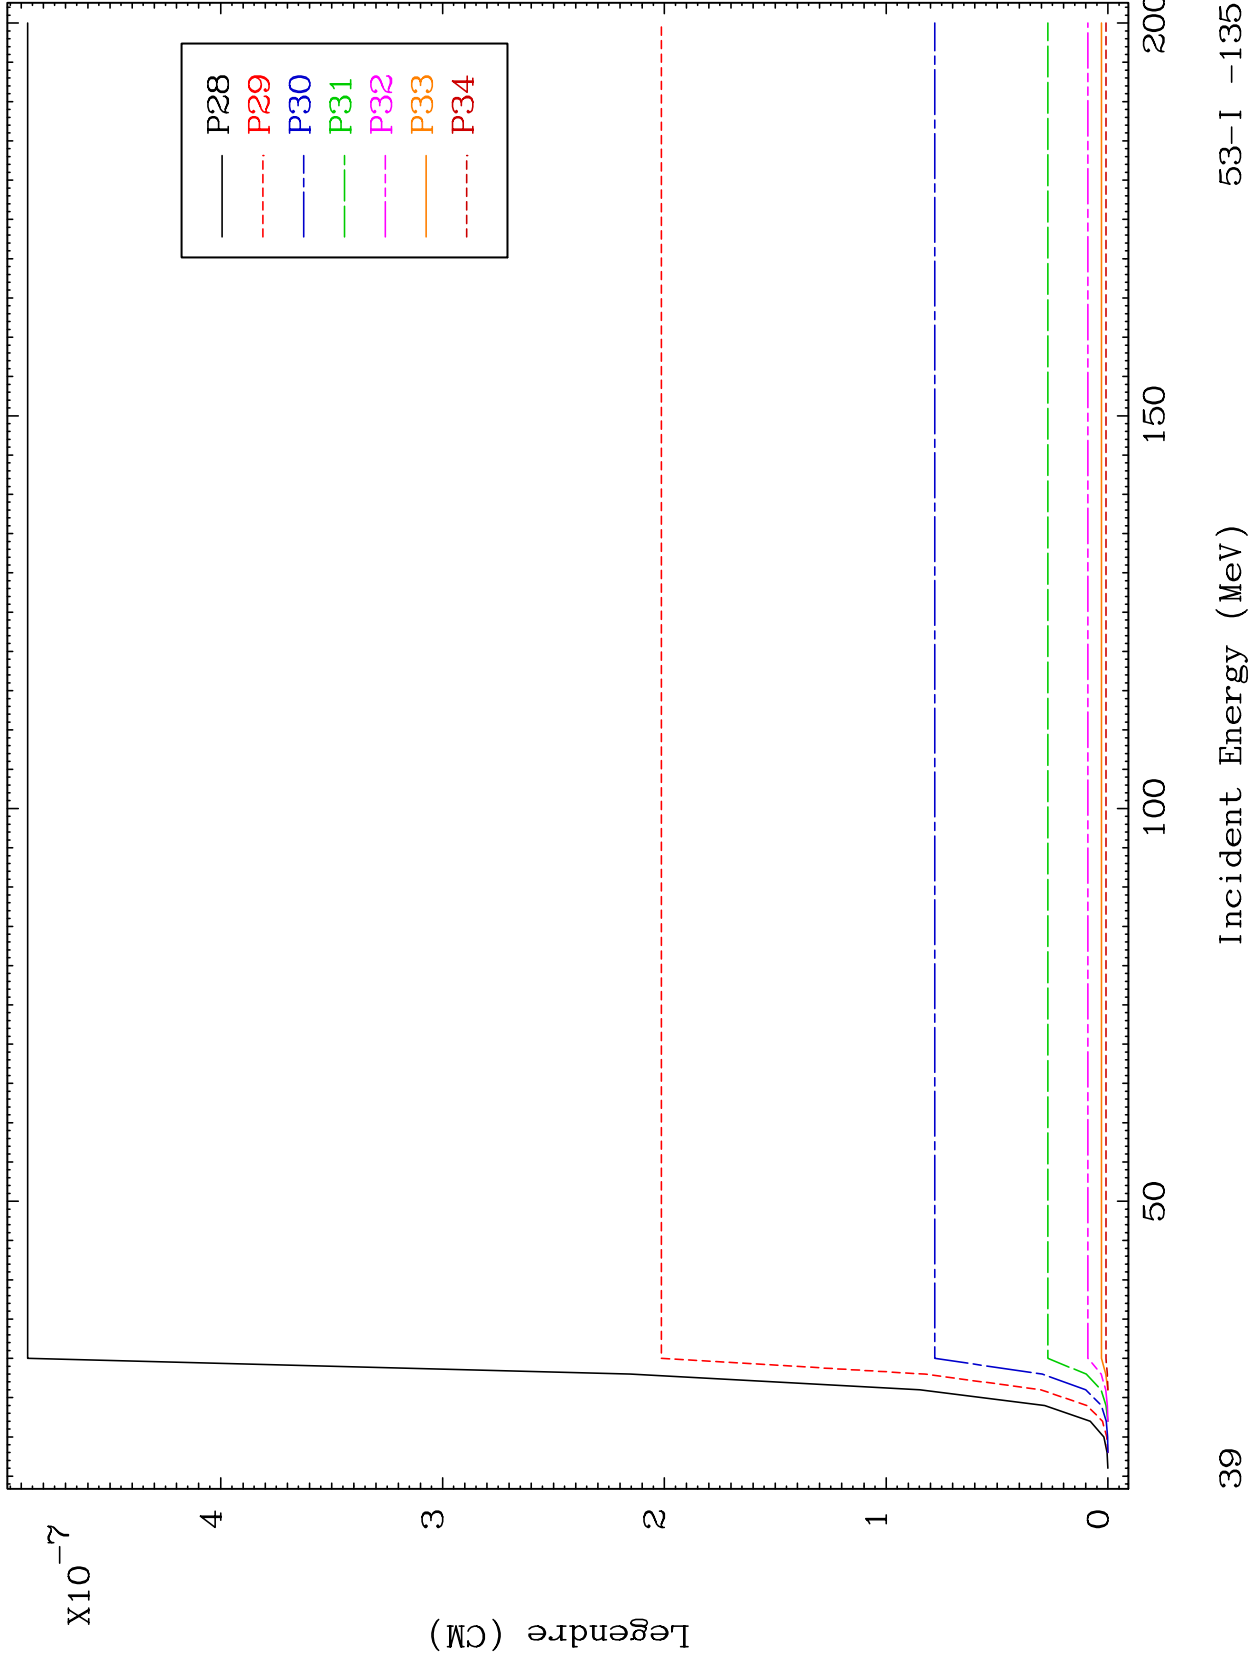 X10-7
Legendre (CM)
4
3
2
1
0
50
100
150
200
P28
P29
P30
P31
P32
P33
P34
Incident Energy (MeV)
39
53-I -135